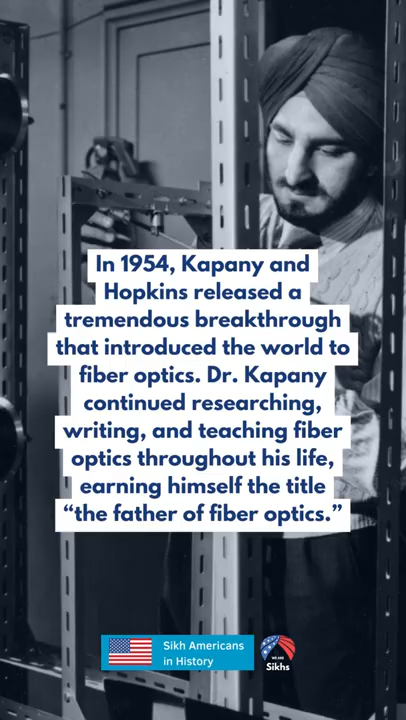 In 1954, Kapany and
Hopkins released a
tremendous breakthrough
that introduced the world to
fiber optics. Dr. Kapany
continued researching,
writing, and teaching fiber
optics throughout his life,
earning himself the title
“the father of fiber optics.”
Sikh Americans
in History
WE ARE
Sikhs